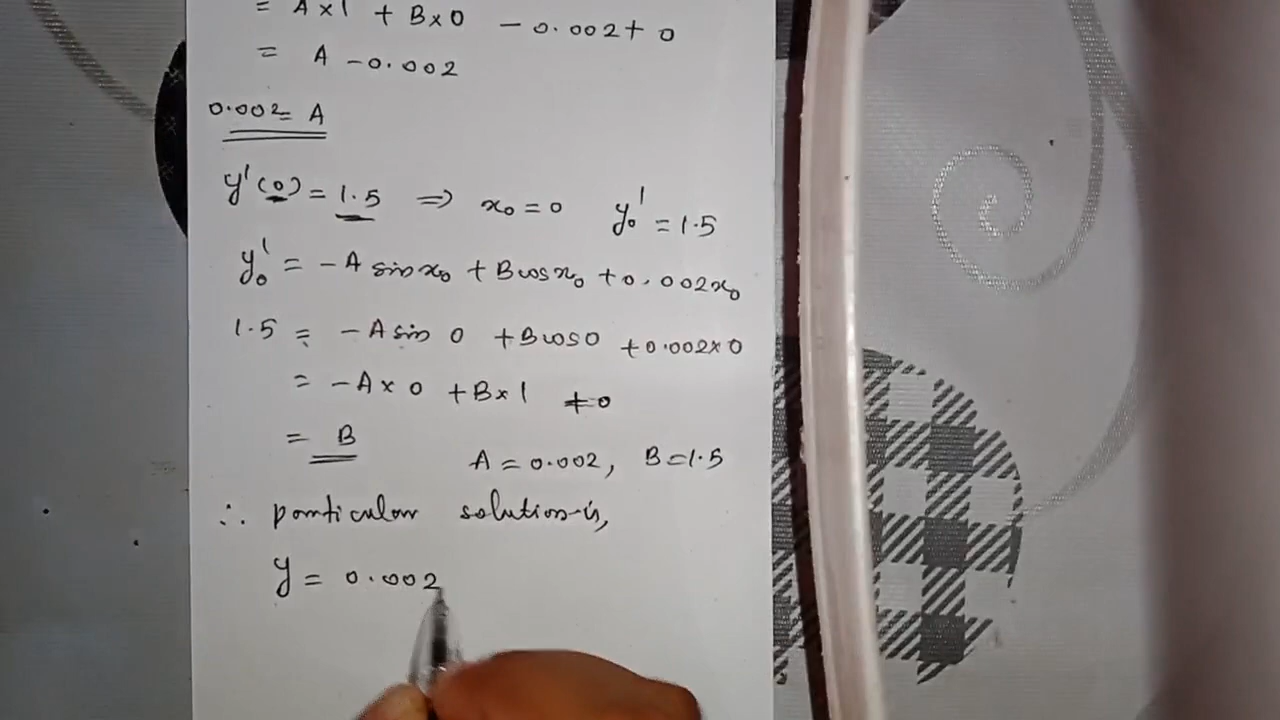 = A×1 + B×0 - 0.002 + 0
= A - 0.002
0.002 = A
y'(0) = 1.5 ⇒ x₀ = 0 y₀' = 1.5
y₀' = -A sin x₀ + B cos x₀ + 0.002x₀
1.5 = -A sin 0 + B cos 0 + 0.002×0
= -A×0 + B×1 + 0
= B
A = 0.002, B = 1.5
∴ particular solution is,
y = 0.002